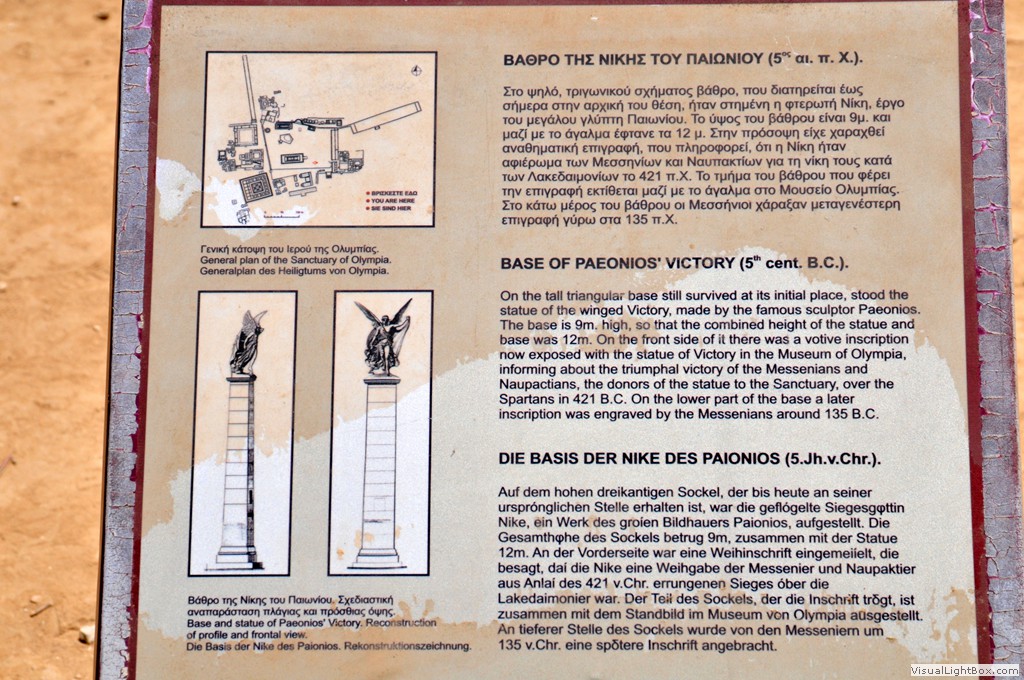 ● ΒΡΙΣΚΕΣΤΕ ΕΔΩ
● YOU ARE HERE
● SIE SIND HIER
Γενική κάτοψη του Ιερού της Ολυμπίας.
General plan of the Sanctuary of Olympia.
Generalplan des Heiligtums von Olympia.
Βάθρο της Νίκης του Παιωνίου. Σχεδιαστική
αναπαράσταση πλάγιας και πρόσθιας όψης.
Base and statue of Paeonios' Victory. Reconstruction
of profile and frontal view.
Die Basis der Nike des Paionios. Rekonstruktionszeichnung.
ΒΑΘΡΟ ΤΗΣ ΝΙΚΗΣ ΤΟΥ ΠΑΙΩΝΙΟΥ (5ος αι. π. Χ.).
Στο ψηλό, τριγωνικού σχήματος βάθρο, που διατηρείται έως
σήμερα στην αρχική του θέση, ήταν στημένη η φτερωτή Νίκη, έργο
του μεγάλου γλύπτη Παιωνίου. Το ύψος του βάθρου είναι 9μ. και
μαζί με το άγαλμα έφτανε τα 12 μ. Στην πρόσοψη είχε χαραχθεί
αναθηματική επιγραφή, που πληροφορεί, ότι η Νίκη ήταν
αφιέρωμα των Μεσσηνίων και Ναυπακτίων για τη νίκη τους κατά
των Λακεδαιμονίων το 421 π.Χ. Το τμήμα του βάθρου που φέρει
την επιγραφή εκτίθεται μαζί με το άγαλμα στο Μουσείο Ολυμπίας.
Στο κάτω μέρος του βάθρου οι Μεσσήνιοι χάραξαν μεταγενέστερη
επιγραφή γύρω στα 135 π.Χ.
BASE OF PAEONIOS' VICTORY (5th cent. B.C.).
On the tall triangular base still survived at its initial place, stood the
statue of the winged Victory, made by the famous sculptor Paeonios.
The base is 9m. high, so that the combined height of the statue and
base was 12m. On the front side of it there was a votive inscription
now exposed with the statue of Victory in the Museum of Olympia,
informing about the triumphal victory of the Messenians and
Naupactians, the donors of the statue to the Sanctuary, over the
Spartans in 421 B.C. On the lower part of the base a later
inscription was engraved by the Messenians around 135 B.C.
DIE BASIS DER NIKE DES PAIONIOS (5.Jh.v.Chr.).
Auf dem hohen dreikantigen Sockel, der bis heute an seiner
ursprónglichen Stelle erhalten ist, war die geflógelte Siegesgφttin
Nike, ein Werk des groίen Bildhauers Paionios, aufgestellt. Die
Gesamthφhe des Sockels betrug 9m, zusammen mit der Statue
12m. An der Vorderseite war eine Weihinschrift eingemeiίelt, die
besagt, daί die Nike eine Weihgabe der Messenier und Naupaktier
aus Anlaί des 421 v.Chr. errungenen Sieges óber die
Lakedaimonier war. Der Teil des Sockels, der die Inschrift trδgt, ist
zusammen mit dem Standbild im Museum von Olympia aόsgestellt.
An tieferer Stelle des Sockels wurde von den Messeniern um
135 v.Chr. eine spδtere Inschrift angebracht.
VisualLightBox.com